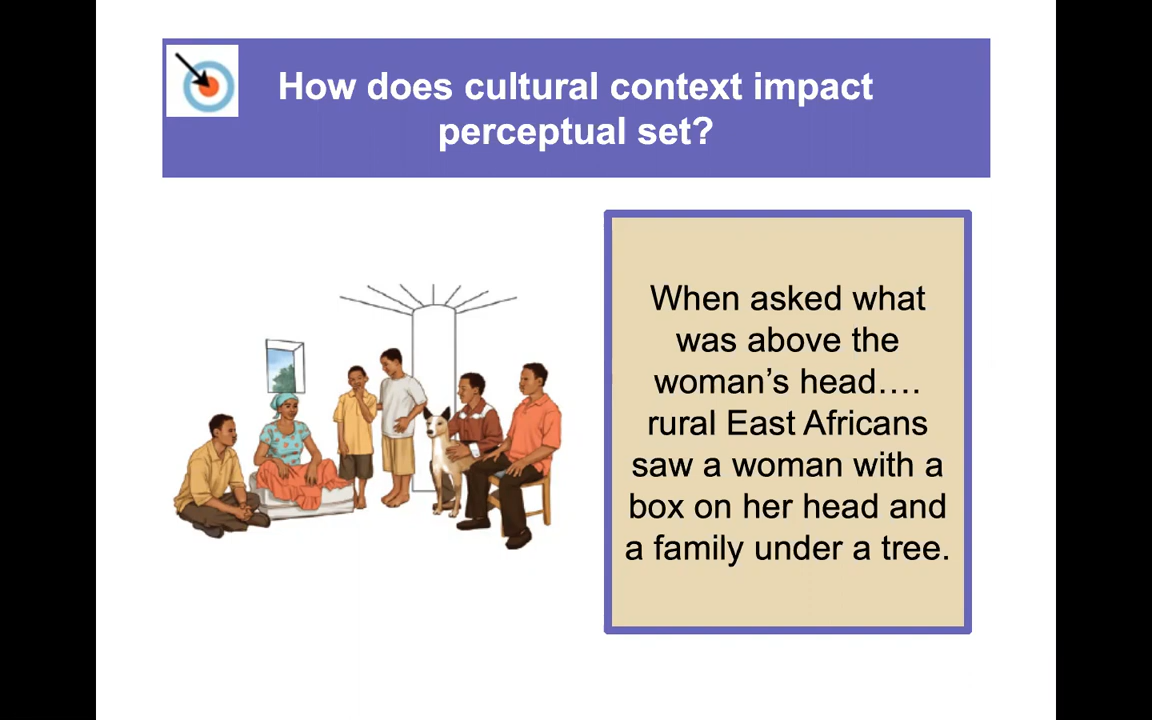 How does cultural context impact
perceptual set?
When asked what
was above the
woman’s head….
rural East Africans
saw a woman with a
box on her head and
a family under a tree.